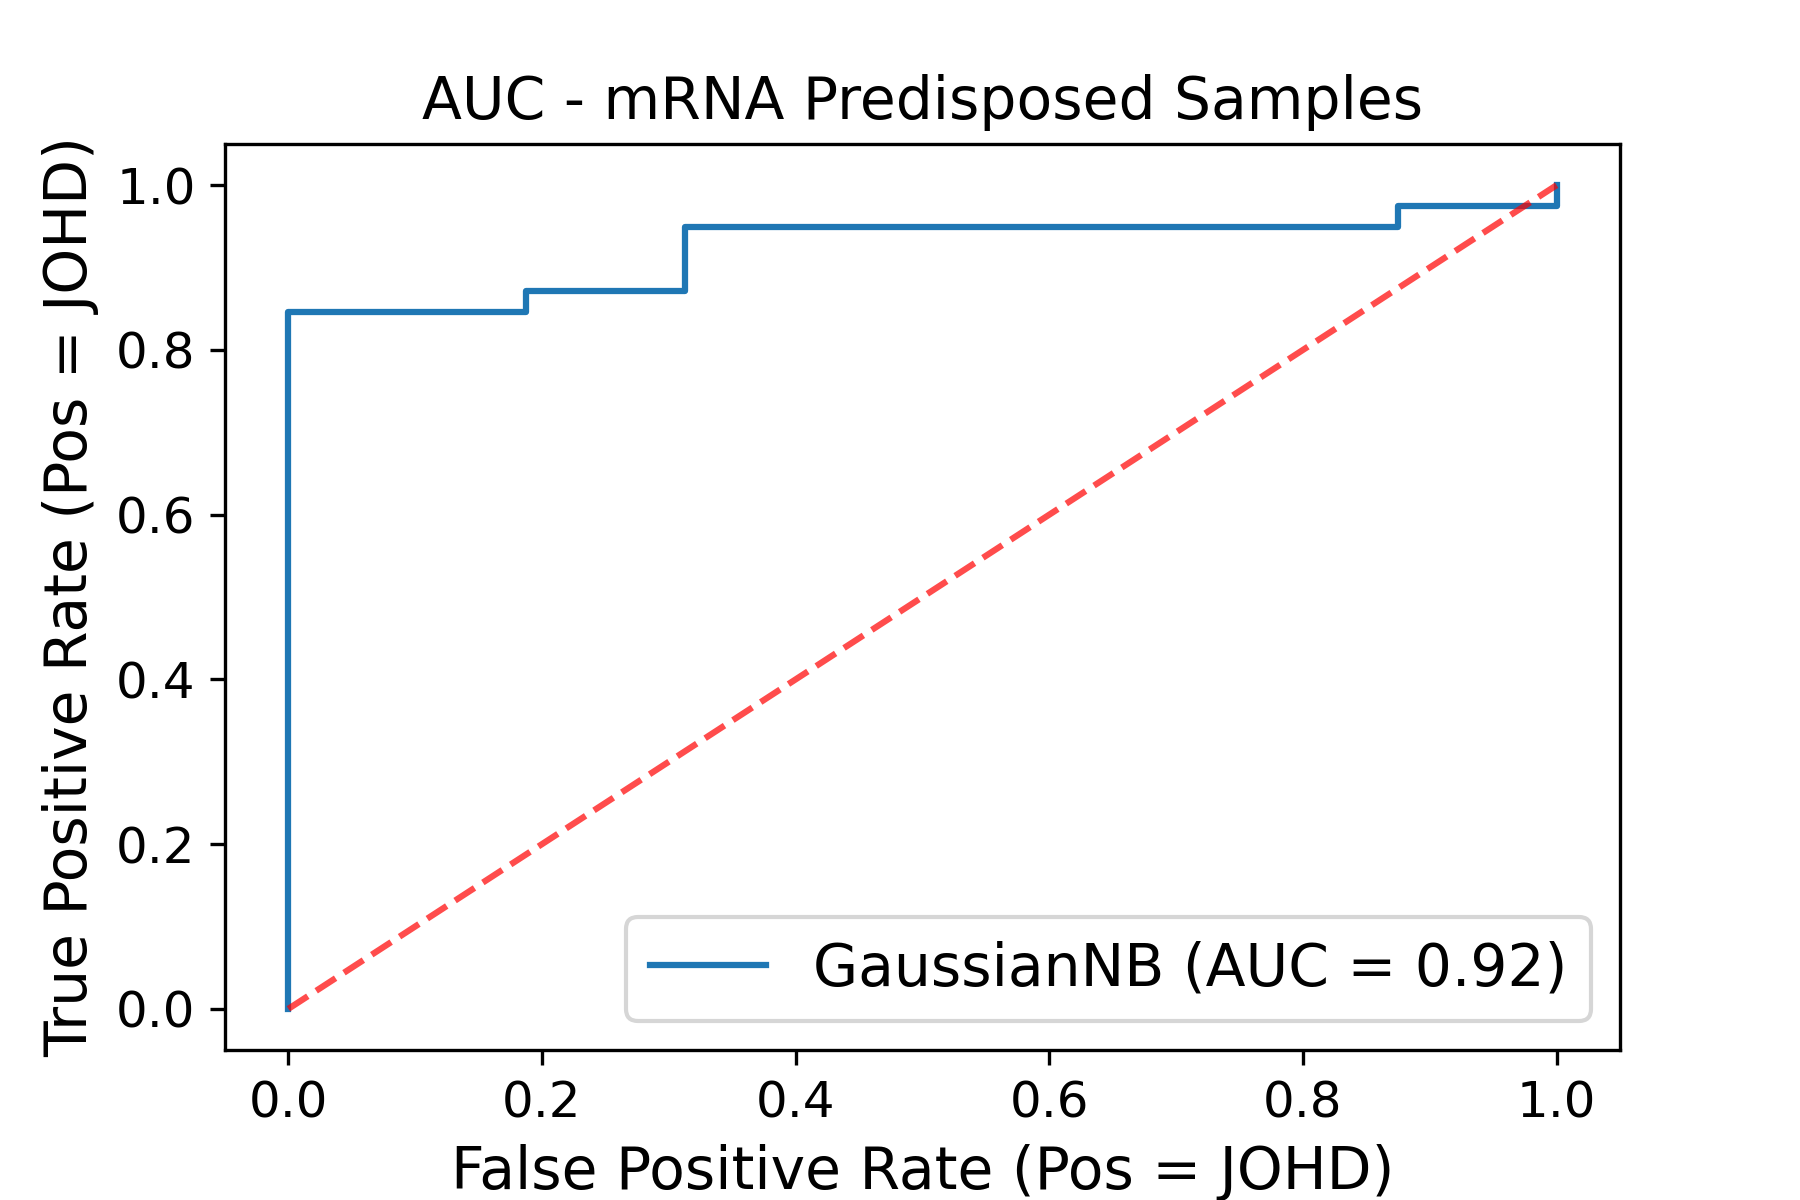 AUC - mRNA Predisposed Samples
True Positive Rate (Pos = JOHD)
1.0
0.8
0.6
0.4
0.2
0.0
GaussianNB (AUC = 0.92)
0.0 0.2 0.4 0.6 0.8 1.0
False Positive Rate (Pos = JOHD)